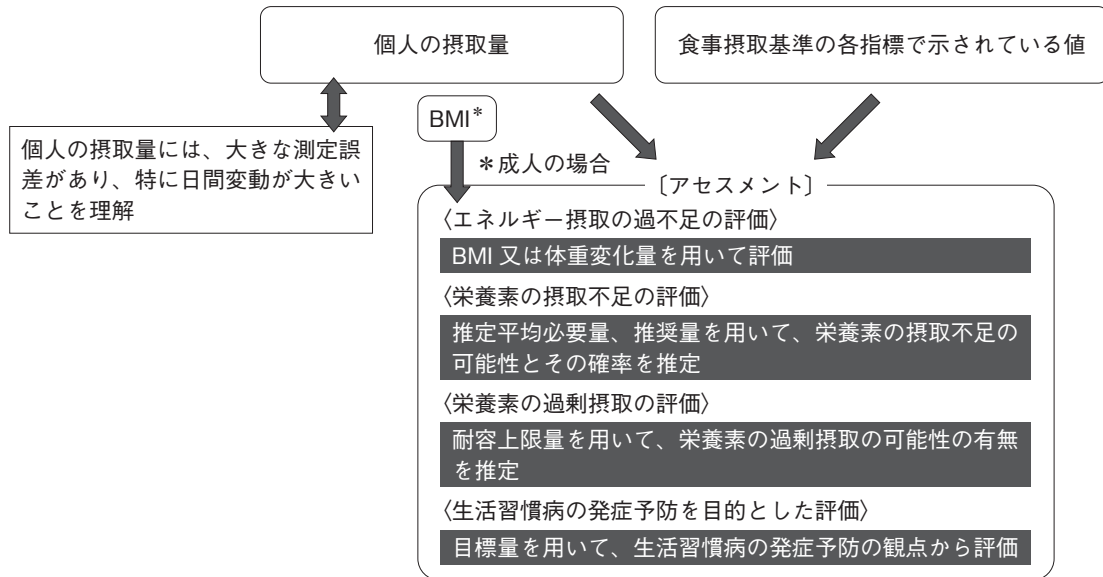 個人の摂取量
食事摂取基準の各指標で示されている値
BMI*
個人の摂取量には、大きな測定誤
差があり、特に日間変動が大きい
ことを理解
*成人の場合
〔アセスメント〕
〈エネルギー摂取の過不足の評価〉
BMI 又は体重変化量を用いて評価
〈栄養素の摂取不足の評価〉
推定平均必要量、推奨量を用いて、栄養素の摂取不足の
可能性とその確率を推定
〈栄養素の過剰摂取の評価〉
耐容上限量を用いて、栄養素の過剰摂取の可能性の有無
を推定
〈生活習慣病の発症予防を目的とした評価〉
目標量を用いて、生活習慣病の発症予防の観点から評価